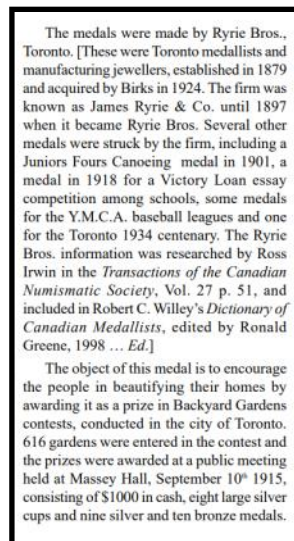 The medals were made by Ryrie Bros.,
Toronto. [These were Toronto medallists and
manufacturing jewellers, established in 1879
and acquired by Birks in 1924. The firm was
known as James Ryrie & Co. until 1897
when it became Ryrie Bros. Several other
medals were struck by the firm, including a
Juniors Fours Canoeing medal in 1901, a
medal in 1918 for a Victory Loan essay
competition among schools, some medals
for the Y.M.C.A. baseball leagues and one
for the Toronto 1934 centenary. The Ryrie
Bros. information was researched by Ross
Irwin in the Transactions of the Canadian
Numismatic Society, Vol. 27 p. 51, and
included in Robert C. Willey's Dictionary of
Canadian Medallists, edited by Ronald
Greene, 1998 … Ed.]
The object of this medal is to encourage
the people in beautifying their homes by
awarding it as a prize in Backyard Gardens
contests, conducted in the city of Toronto.
616 gardens were entered in the contest and
the prizes were awarded at a public meeting
held at Massey Hall, September 10th 1915,
consisting of $1000 in cash, eight large silver
cups and nine silver and ten bronze medals.